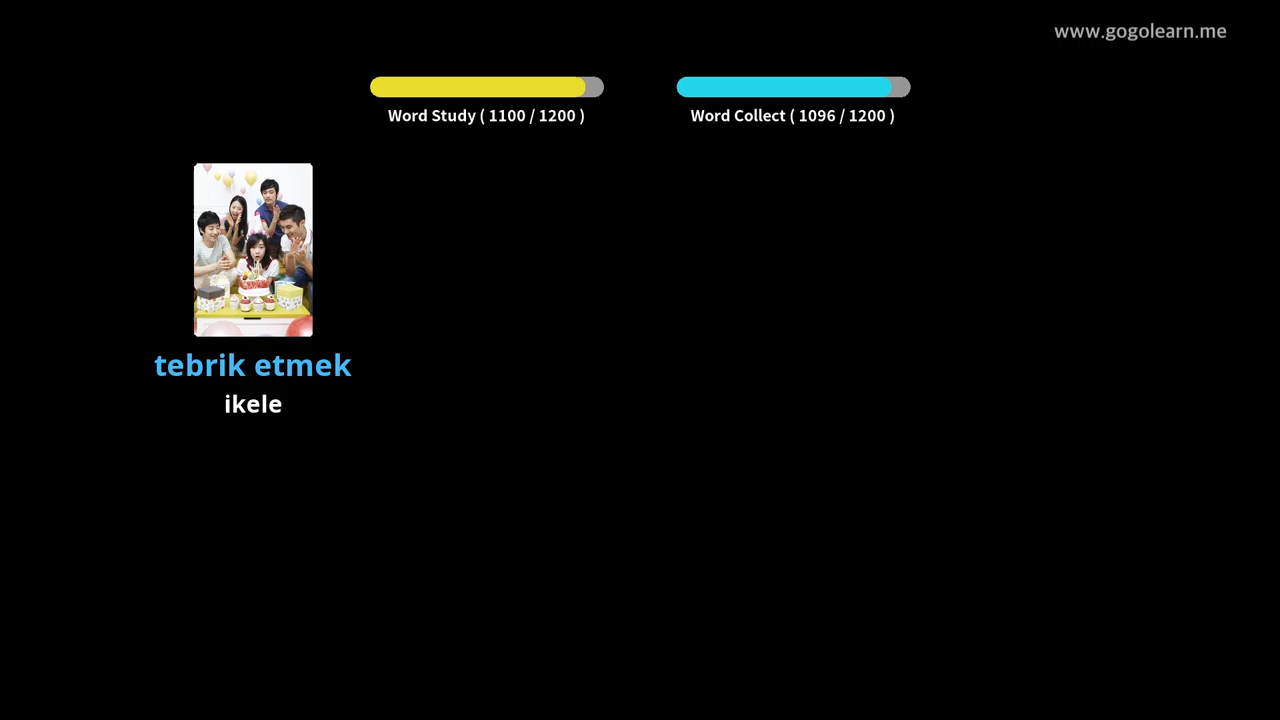 www.gogolearn.me
Word Study ( 1100 / 1200 )
Word Collect ( 1096 / 1200 )
tebrik etmek
ikele